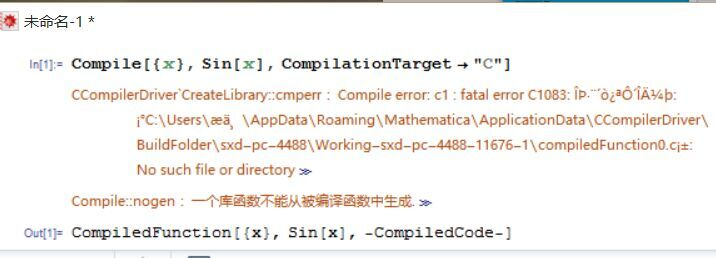 未命名-1 *
In[1]:= Compile[{x}, Sin[x], CompilationTarget → "C"]
CCompilerDriver`CreateLibrary::cmperr : Compile error: c1 : fatal error C1083: ÎÞ·¨´ò¿ªÔ´ÎÄ¼þ:
¡°C:\Users\æä¸ \AppData\Roaming\Mathematica\ApplicationData\CCompilerDriver\
BuildFolder\sxd-pc-4488\Working-sxd-pc-4488-11676-1\compiledFunction0.c¡±:
No such file or directory ≫
Compile::nogen : 一个库函数不能从被编译函数中生成. ≫
Out[1]= CompiledFunction[{x}, Sin[x], -CompiledCode-]